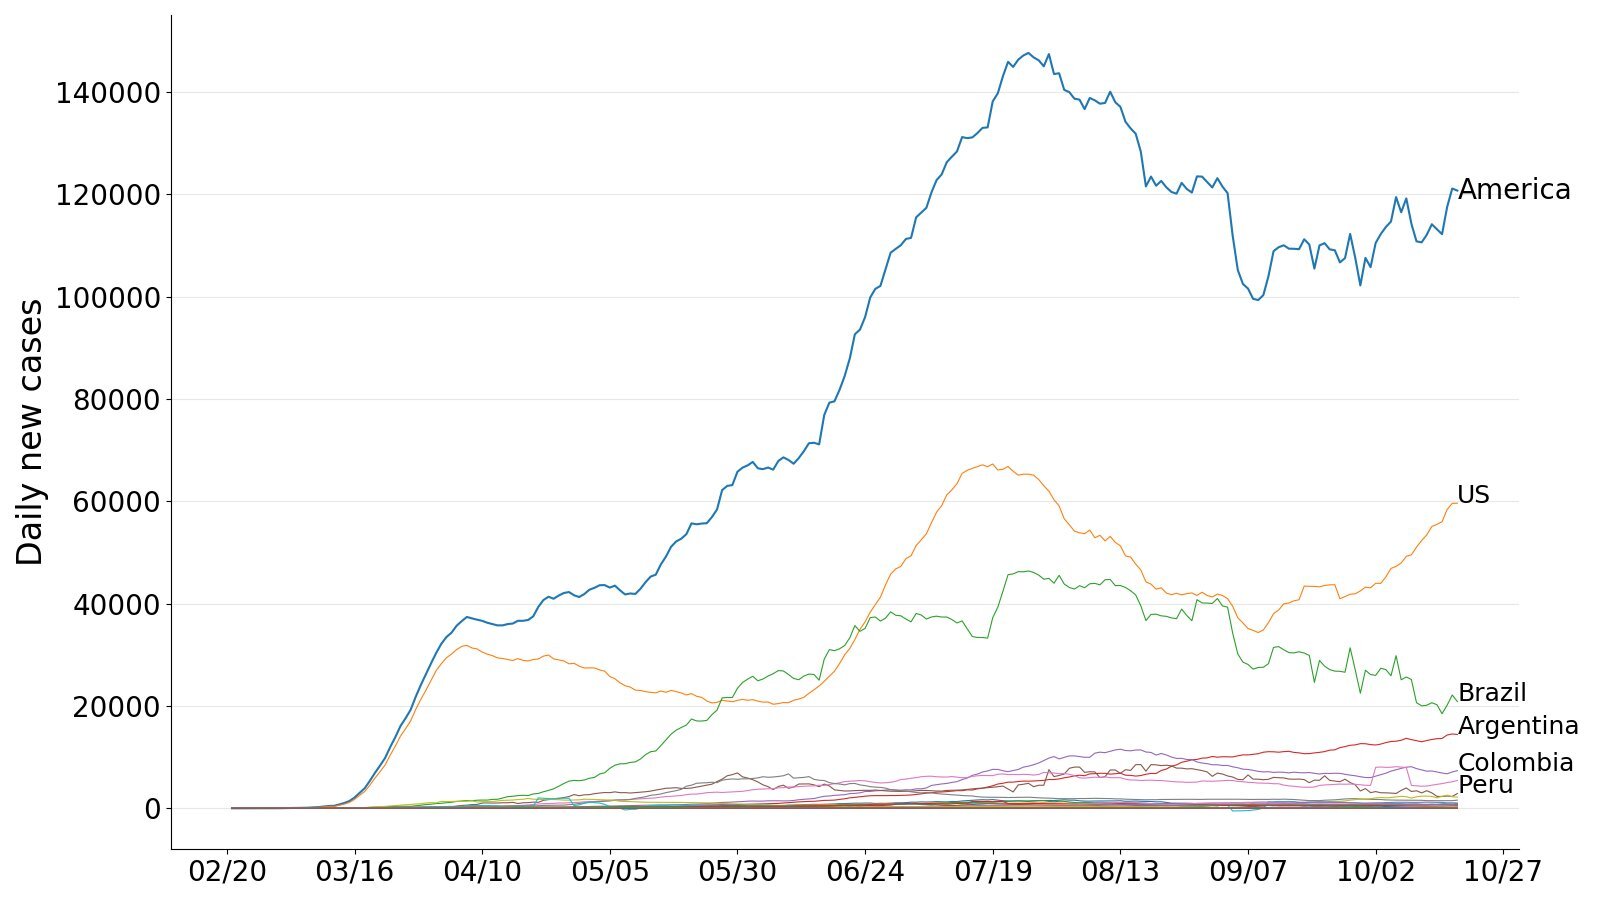 Daily new cases
140000
120000
100000
80000
60000
40000
20000
0
America
US
Brazil
Argentina
Colombia
Peru
02/20 03/16 04/10 05/05 05/30 06/24 07/19 08/13 09/07 10/02 10/27